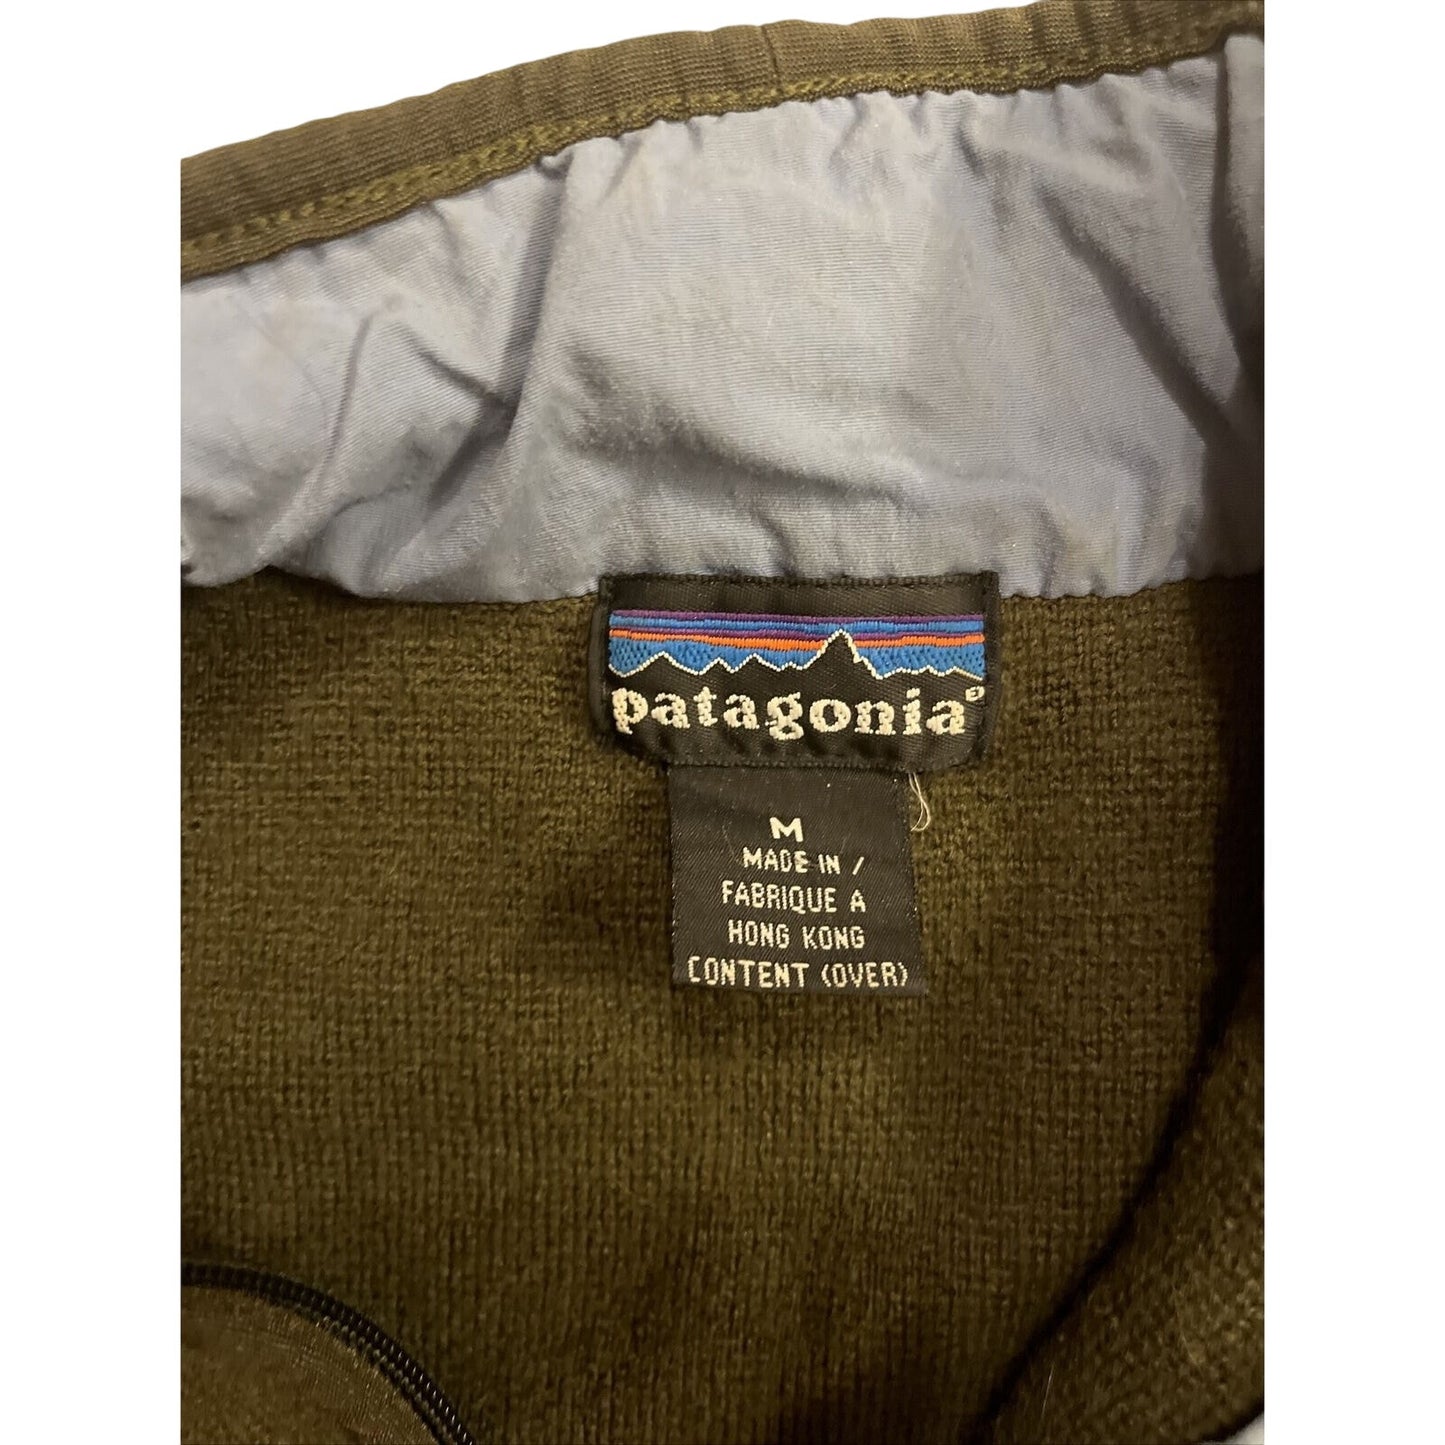 patagonia®
M
MADE IN /
FABRIQUE A
HONG KONG
CONTENT (OVER)